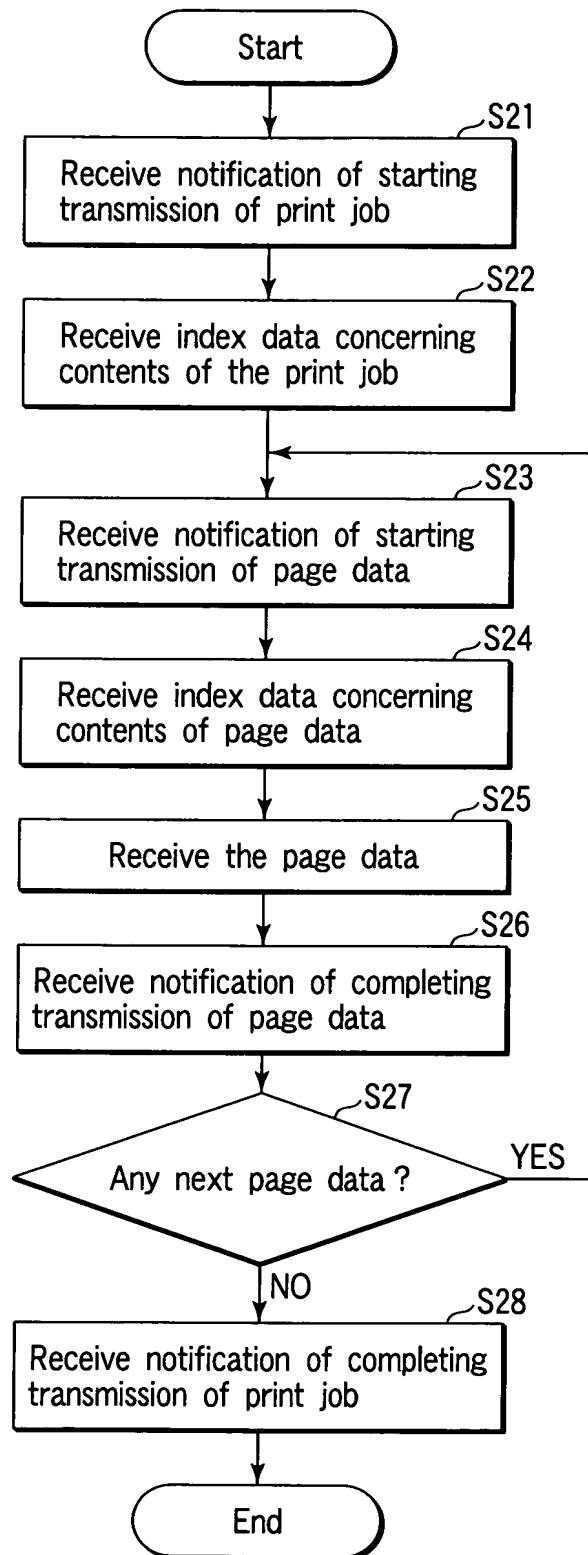 Start
S21
Receive notification of starting
transmission of print job
S22
Receive index data concerning
contents of the print job
S23
Receive notification of starting
transmission of page data
S24
Receive index data concerning
contents of page data
S25
Receive the page data
S26
Receive notification of completing
transmission of page data
S27
Any next page data ?
YES
NO
S28
Receive notification of completing
transmission of print job
End